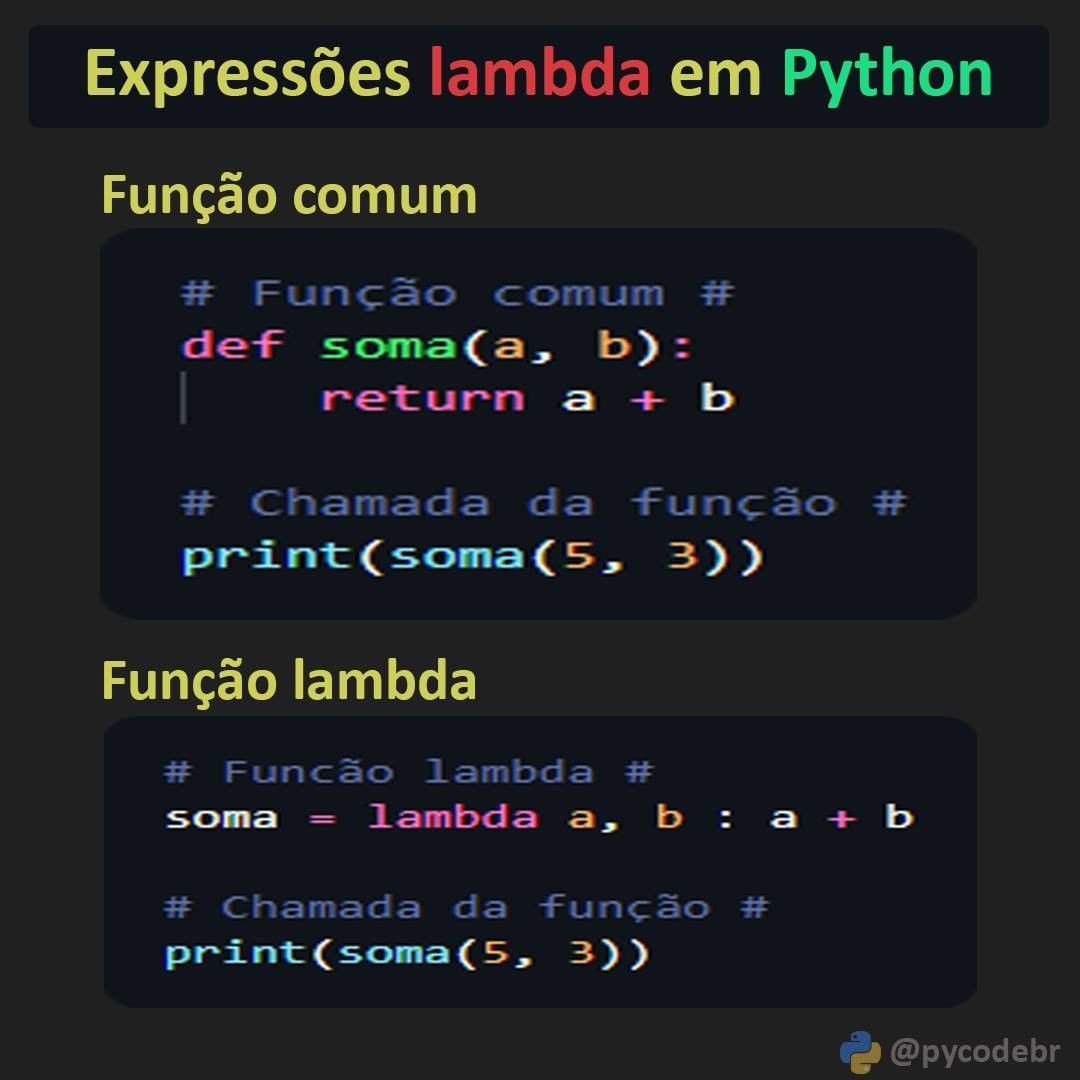 Expressões lambda em Python
Função comum
# Função comum #
def soma(a, b):
    return a + b
# Chamada da função #
print(soma(5, 3))
Função lambda
# Funcão lambda #
soma = lambda a, b : a + b
# Chamada da função #
print(soma(5, 3))
@pycodebr